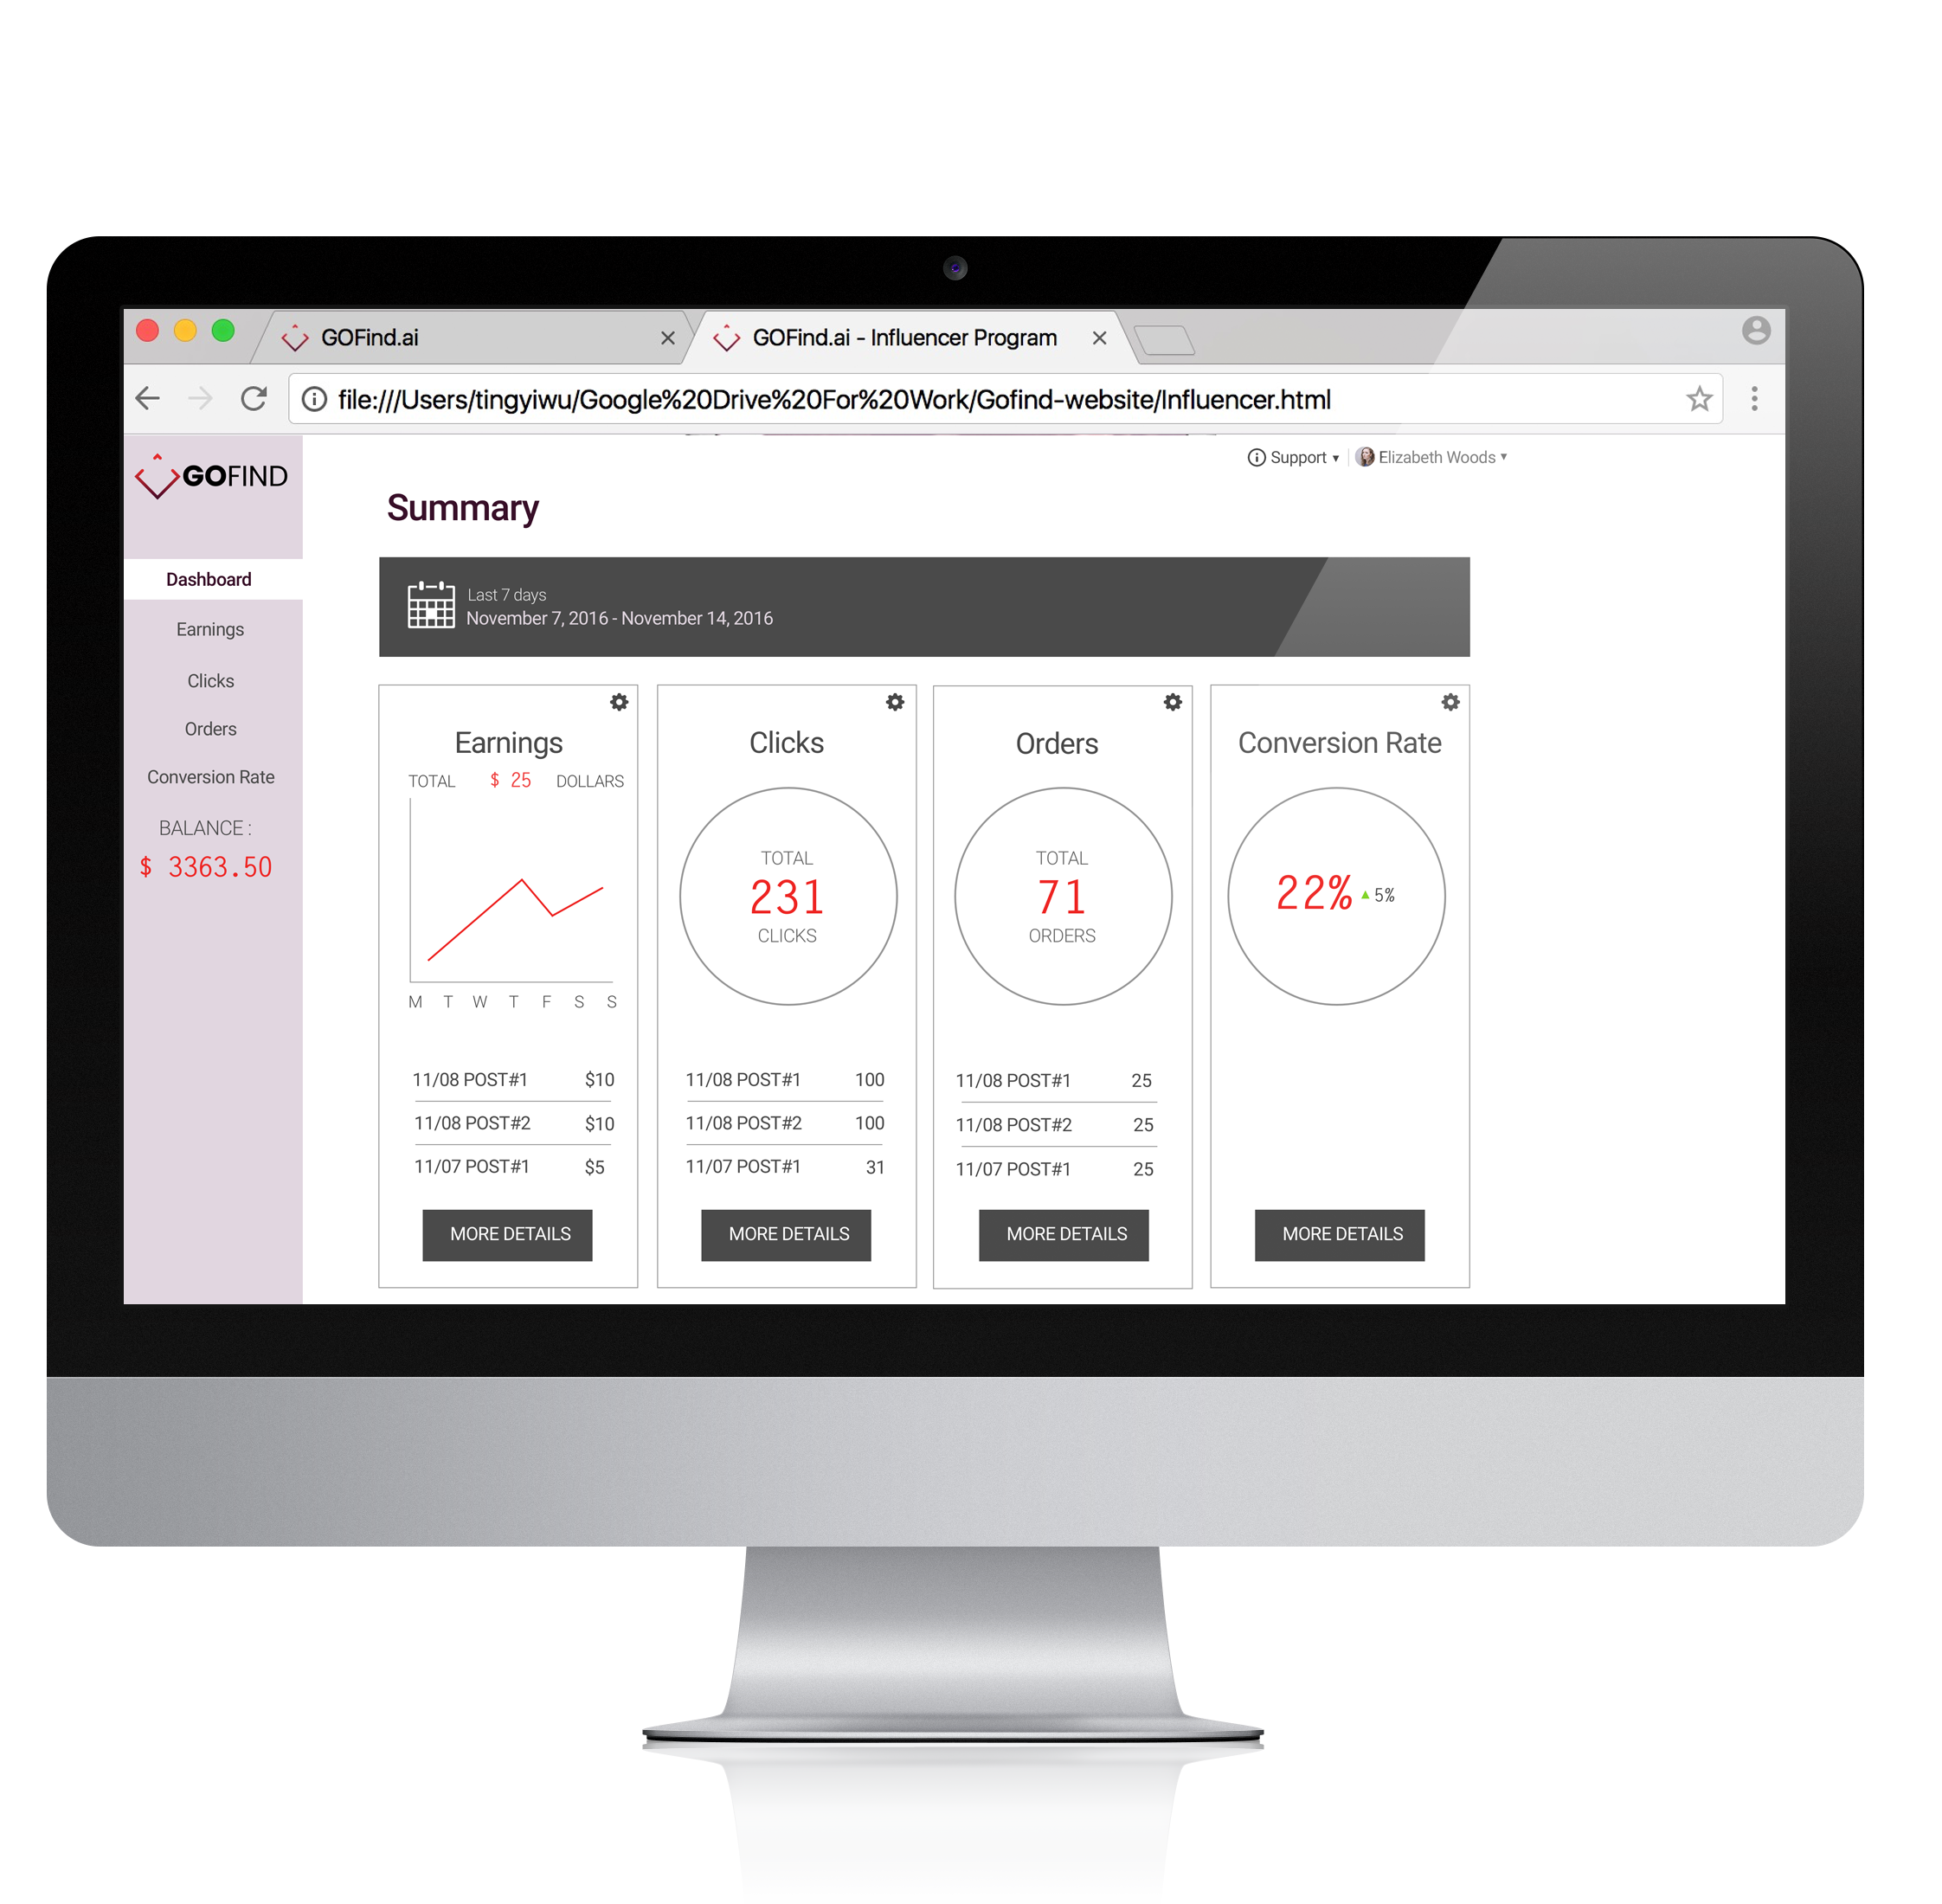 GOFind.ai
GOFind.ai - Influencer Program
file:///Users/tingyiwu/Google%20Drive%20For%20Work/Gofind-website/Influencer.html
GOFIND
Support
Elizabeth Woods
Summary
Dashboard
Earnings
Clicks
Orders
Conversion Rate
BALANCE :
$ 3363.50
Last 7 days
November 7, 2016 - November 14, 2016
Earnings
TOTAL $ 25 DOLLARS
M T W T F S S
11/08 POST#1 $10
11/08 POST#2 $10
11/07 POST#1 $5
MORE DETAILS
Clicks
TOTAL
231
CLICKS
11/08 POST#1 100
11/08 POST#2 100
11/07 POST#1 31
MORE DETAILS
Orders
TOTAL
71
ORDERS
11/08 POST#1 25
11/08 POST#2 25
11/07 POST#1 25
MORE DETAILS
Conversion Rate
22% 5%
MORE DETAILS